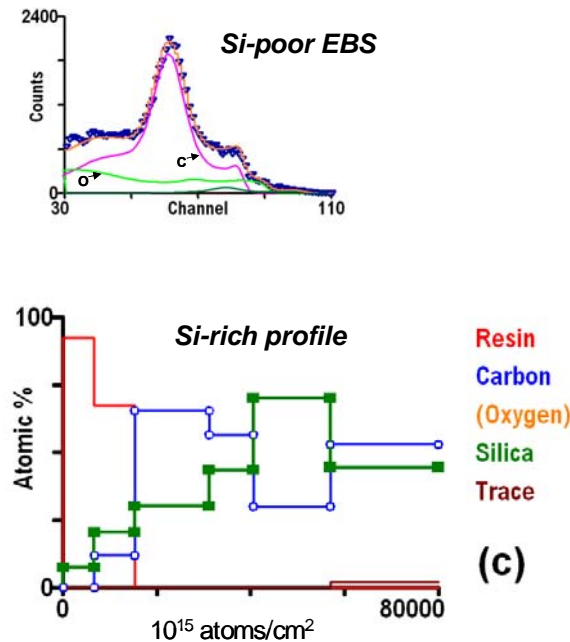 2400
Si-poor EBS
Counts
C
O
0
30
Channel
110
100
Si-rich profile
Resin
Carbon
(Oxygen)
Silica
Trace
Atomic %
(c)
0
0
80000
10¹⁵ atoms/cm²